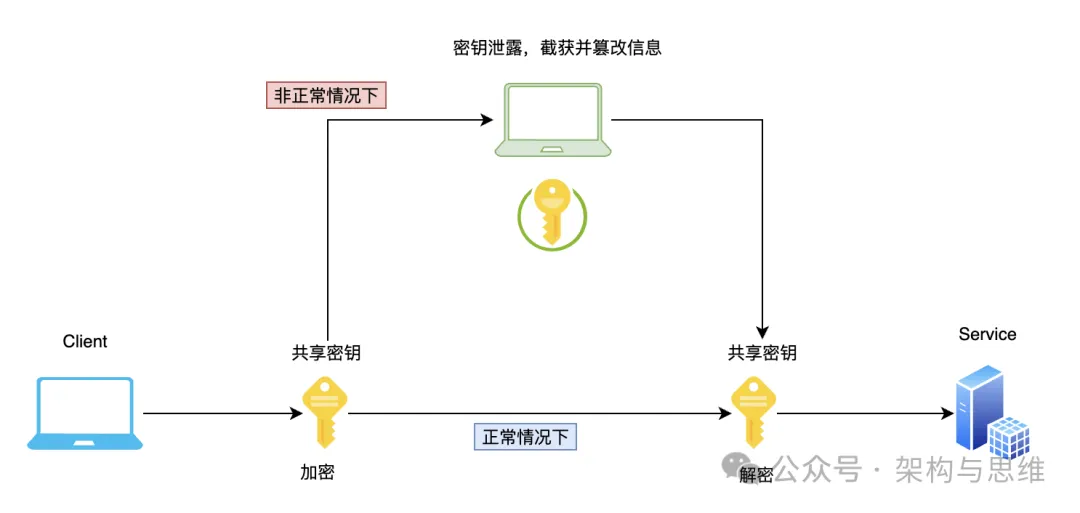 密钥泄露，截获并篡改信息
非正常情况下
Client
共享密钥
共享密钥
Service
正常情况下
加密
解密
公众号 · 架构与思维